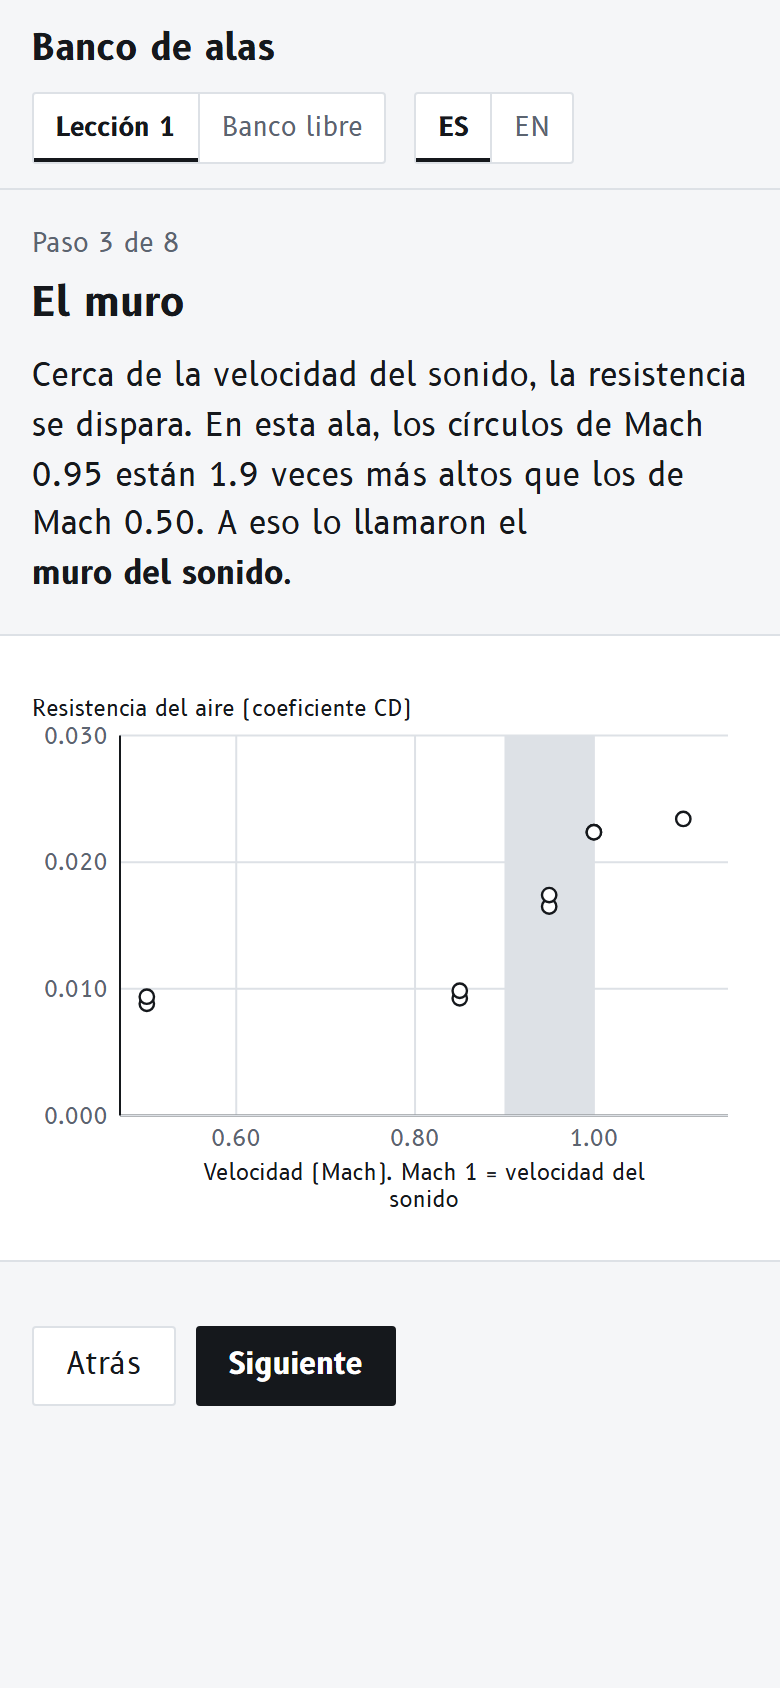 Banco de alas
Lección 1
Banco libre
ES
EN
Paso 3 de 8
El muro
Cerca de la velocidad del sonido, la resistencia
se dispara. En esta ala, los círculos de Mach
0.95 están 1.9 veces más altos que los de
Mach 0.50. A eso lo llamaron el
muro del sonido.
Resistencia del aire (coeficiente CD)
0.030
0.020
0.010
0.000
0.60
0.80
1.00
Velocidad (Mach). Mach 1 = velocidad del
sonido
Atrás
Siguiente